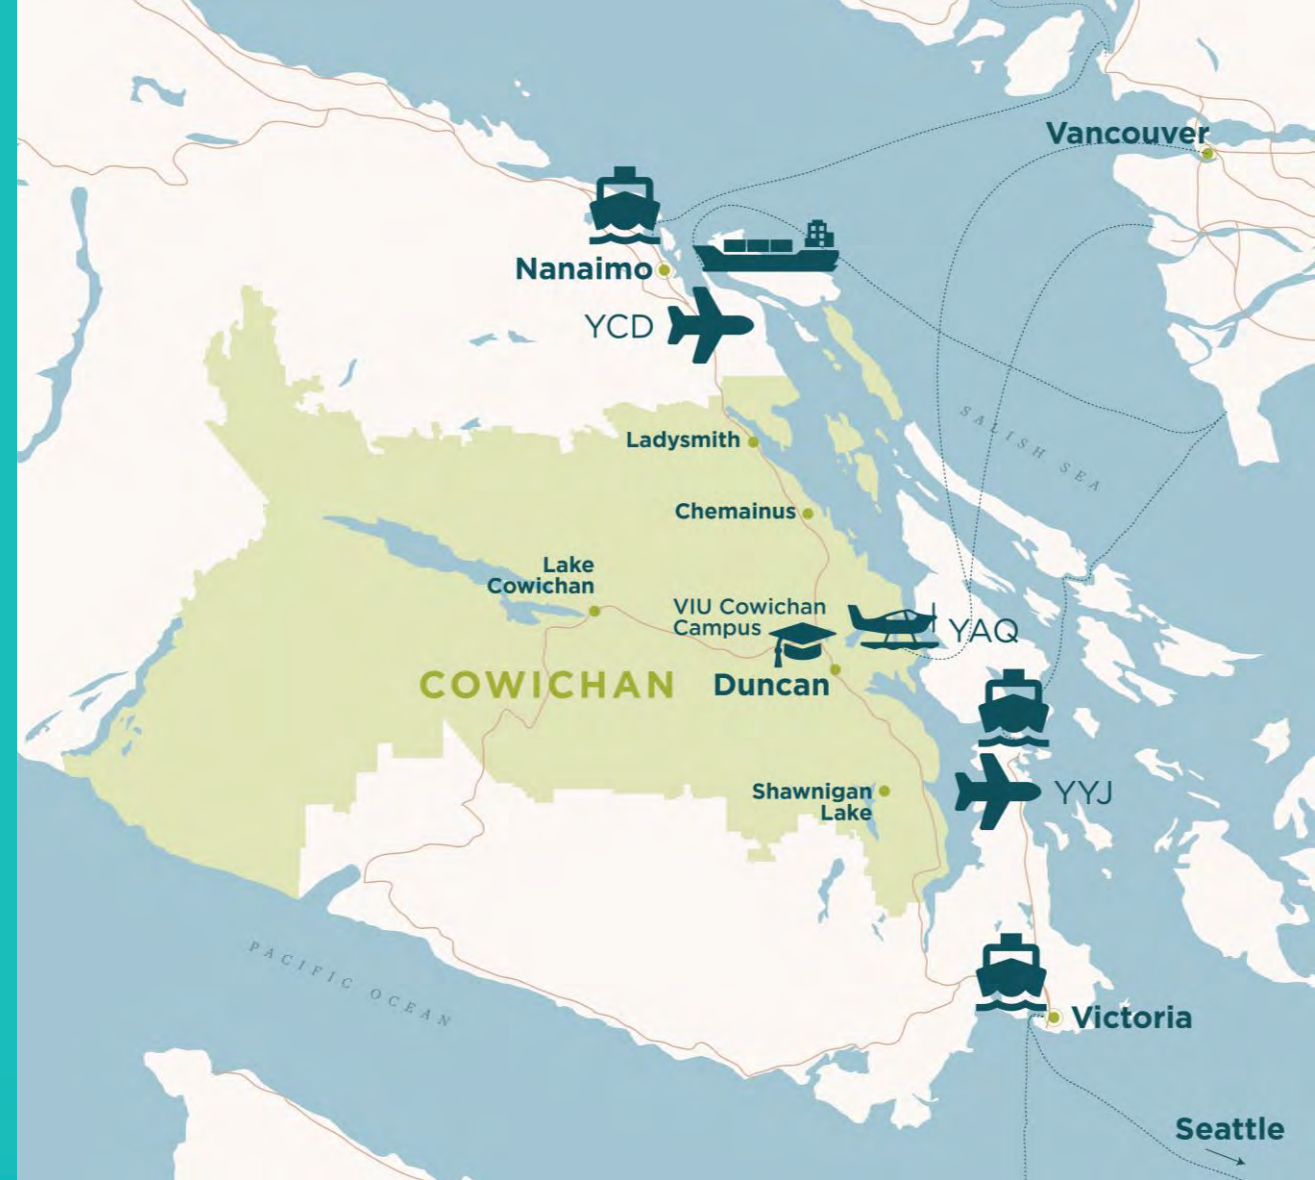 Vancouver
Nanaimo
YCD
SALISH SEA
Ladysmith
Chemainus
Lake
Cowichan
VIU Cowichan
Campus
YAQ
COWICHAN
Duncan
Shawnigan
Lake
YYJ
PACIFIC OCEAN
Victoria
Seattle